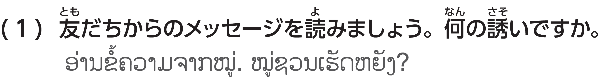 (1) 友だちからのメッセージを読みましょう。何の誘いですか。
ອ່ານຂໍ້ຄວາມຈາກໝູ່. ໝູ່ຊວນເຮັດຫຍັງ?